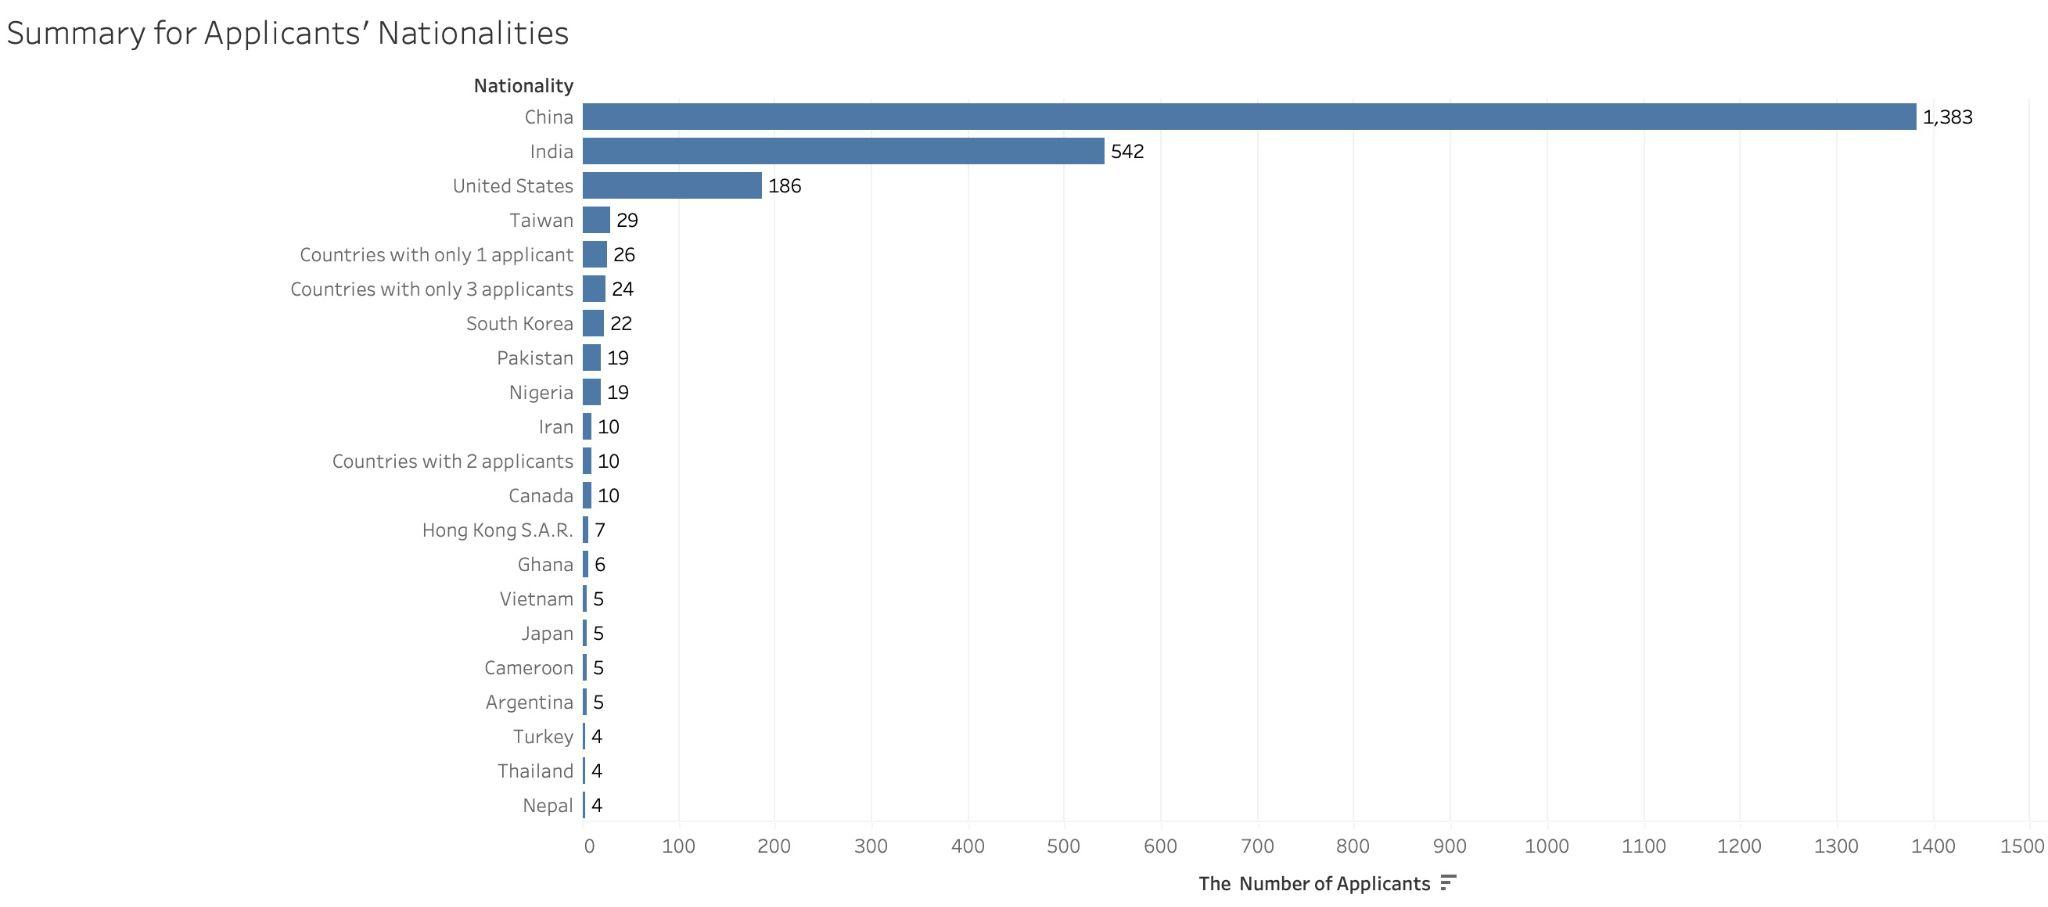 Summary for Applicants’ Nationalities
Nationality
China 1,383
India 542
United States 186
Taiwan 29
Countries with only 1 applicant 26
Countries with only 3 applicants 24
South Korea 22
Pakistan 19
Nigeria 19
Iran 10
Countries with 2 applicants 10
Canada 10
Hong Kong S.A.R. 7
Ghana 6
Vietnam 5
Japan 5
Cameroon 5
Argentina 5
Turkey 4
Thailand 4
Nepal 4
0 100 200 300 400 500 600 700 800 900 1000 1100 1200 1300 1400 1500
The Number of Applicants